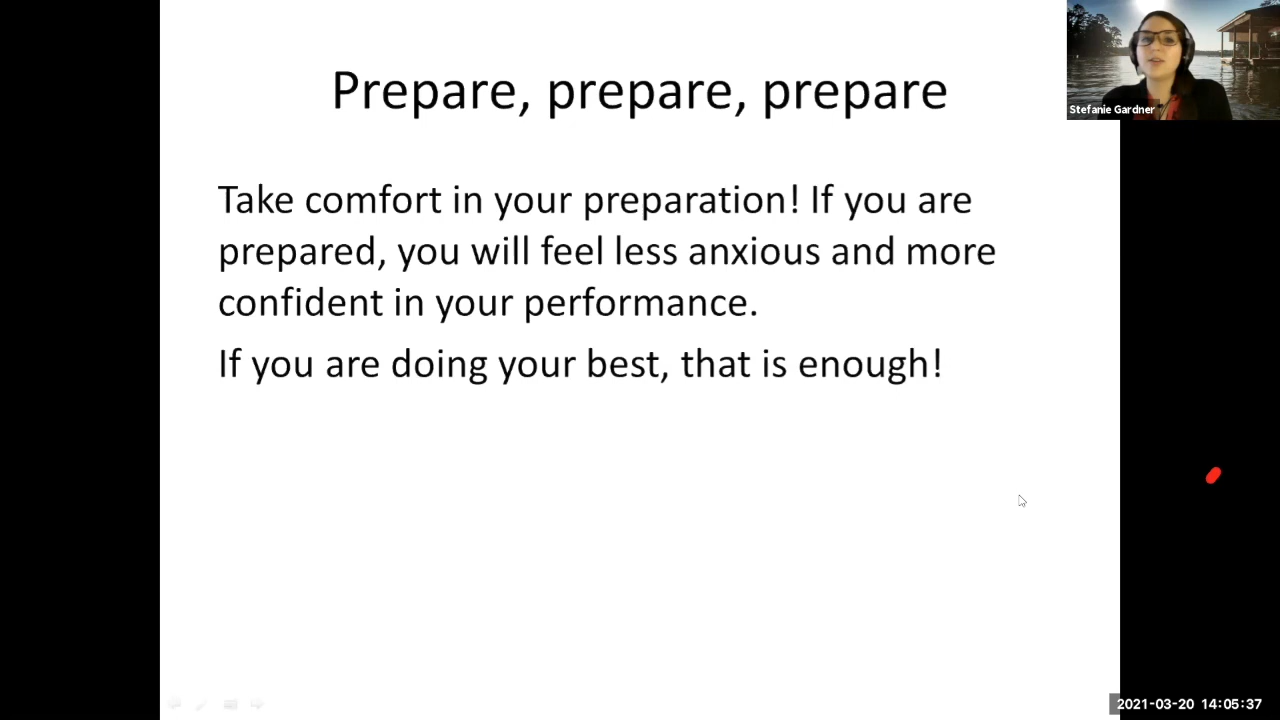 Prepare, prepare, prepare
Stefanie Gardner
Take comfort in your preparation! If you are
prepared, you will feel less anxious and more
confident in your performance.
If you are doing your best, that is enough!
2021-03-20 14:05:37